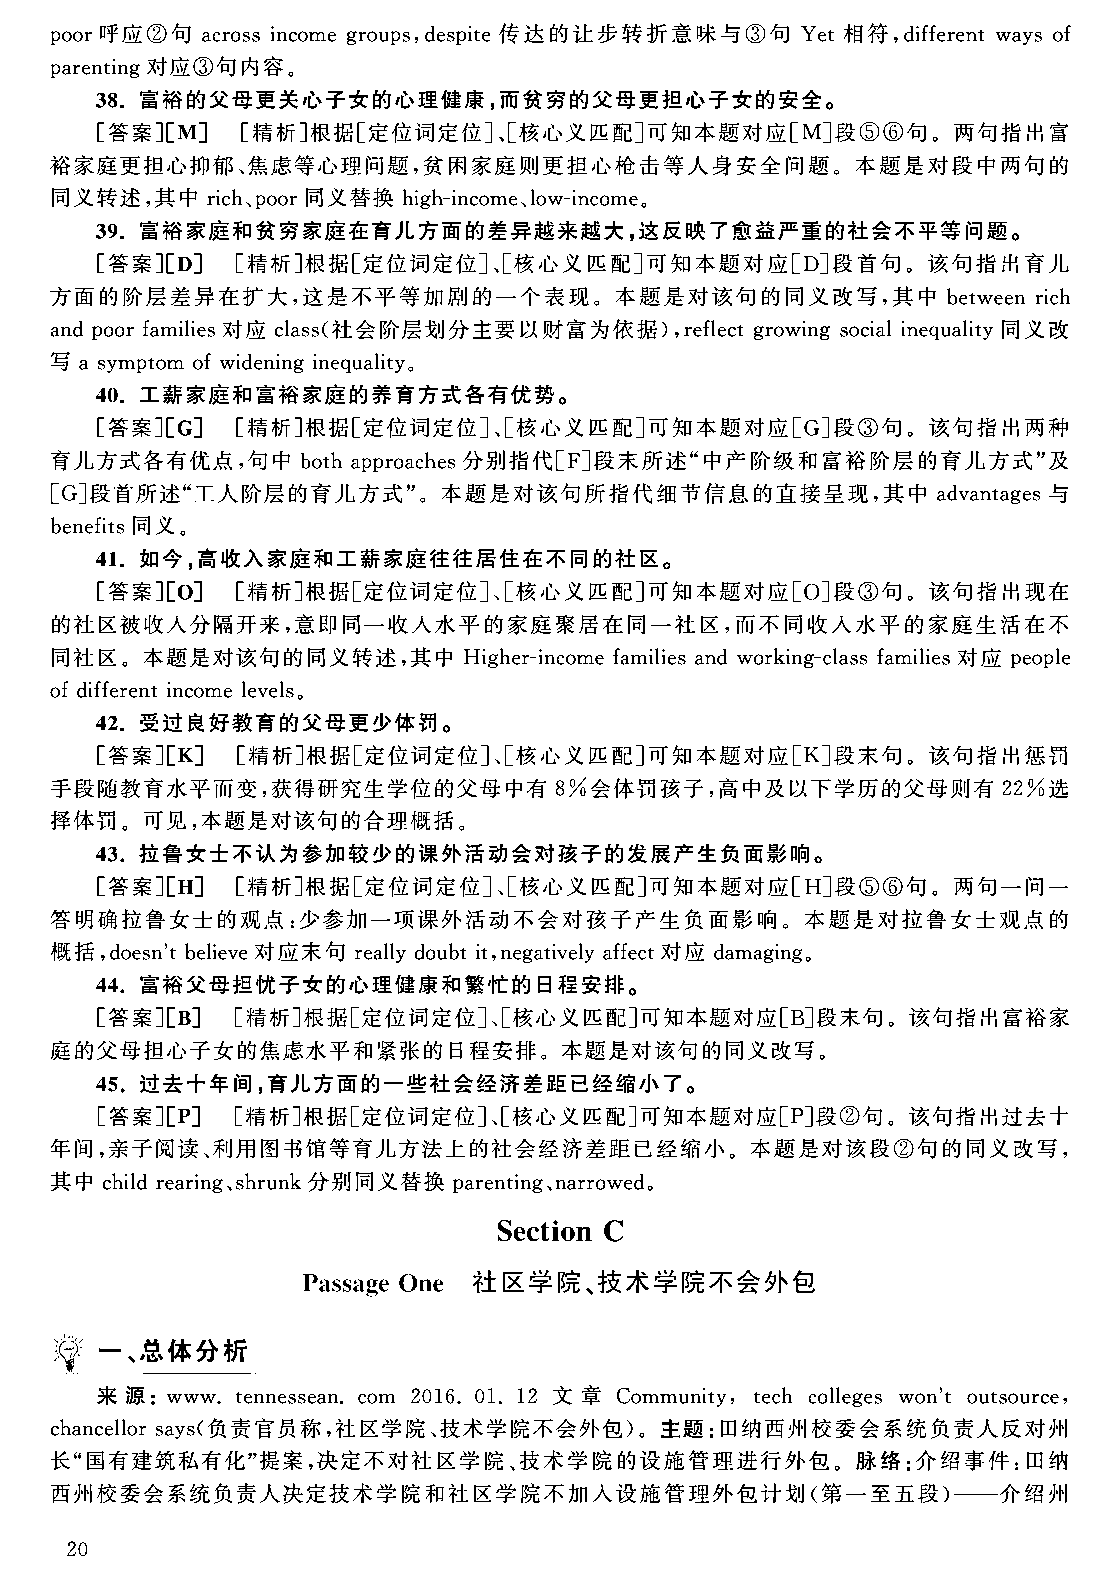 poor 呼应②句 across income groups,despite 传达的让步转折意味与③句 Yet 相符,different ways of
parenting 对应③句内容。
38. 富裕的父母更关心子女的心理健康,而贫穷的父母更担心子女的安全。
[答案][M] [精析]根据[定位词定位]、[核心义匹配]可知本题对应[M]段⑤⑥句。两句指出富
裕家庭更担心抑郁、焦虑等心理问题,贫困家庭则更担心枪击等人身安全问题。本题是对段中两句的
同义转述,其中 rich、poor 同义替换 high-income、low-income。
39. 富裕家庭和贫穷家庭在育儿方面的差异越来越大,这反映了愈益严重的社会不平等问题。
[答案][D] [精析]根据[定位词定位]、[核心义匹配]可知本题对应[D]段首句。该句指出育儿
方面的阶层差异在扩大,这是不平等加剧的一个表现。本题是对该句的同义改写,其中 between rich
and poor families 对应 class(社会阶层划分主要以财富为依据),reflect growing social inequality 同义改
写 a symptom of widening inequality。
40. 工薪家庭和富裕家庭的养育方式各有优势。
[答案][G] [精析]根据[定位词定位]、[核心义匹配]可知本题对应[G]段③句。该句指出两种
育儿方式各有优点,句中 both approaches 分别指代[F]段末所述“中产阶级和富裕阶层的育儿方式”及
[G]段首所述“工人阶层的育儿方式”。本题是对该句所指代细节信息的直接呈现,其中 advantages 与
benefits 同义。
41. 如今,高收入家庭和工薪家庭往往居住在不同的社区。
[答案][O] [精析]根据[定位词定位]、[核心义匹配]可知本题对应[O]段③句。该句指出现在
的社区被收入分隔开来,意即同一收入水平的家庭聚居在同一社区,而不同收入水平的家庭生活在不
同社区。本题是对该句的同义转述,其中 Higher-income families and working-class families 对应 people
of different income levels。
42. 受过良好教育的父母更少体罚。
[答案][K] [精析]根据[定位词定位]、[核心义匹配]可知本题对应[K]段末句。该句指出惩罚
手段随教育水平而变,获得研究生学位的父母中有 8%会体罚孩子,高中及以下学历的父母则有 22%选
择体罚。可见,本题是对该句的合理概括。
43. 拉鲁女士不认为参加较少的课外活动会对孩子的发展产生负面影响。
[答案][H] [精析]根据[定位词定位]、[核心义匹配]可知本题对应[H]段⑤⑥句。两句一问一
答明确拉鲁女士的观点:少参加一项课外活动不会对孩子产生负面影响。本题是对拉鲁女士观点的
概括,doesn't believe 对应末句 really doubt it,negatively affect 对应 damaging。
44. 富裕父母担忧子女的心理健康和繁忙的日程安排。
[答案][B] [精析]根据[定位词定位]、[核心义匹配]可知本题对应[B]段末句。该句指出富裕家
庭的父母担心子女的焦虑水平和紧张的日程安排。本题是对该句的同义改写。
45. 过去十年间,育儿方面的一些社会经济差距已经缩小了。
[答案][P] [精析]根据[定位词定位]、[核心义匹配]可知本题对应[P]段②句。该句指出过去十
年间,亲子阅读、利用图书馆等育儿方法上的社会经济差距已经缩小。本题是对该段②句的同义改写,
其中 child rearing、shrunk 分别同义替换 parenting、narrowed。
Section C
Passage One 社区学院、技术学院不会外包
一、总体分析
来源: www. tennessean. com 2016. 01. 12 文章 Community, tech colleges won't outsource,
chancellor says(负责官员称,社区学院、技术学院不会外包)。主题:田纳西州校委会系统负责人反对州
长“国有建筑私有化”提案,决定不对社区学院、技术学院的设施管理进行外包。脉络:介绍事件:田纳
西州校委会系统负责人决定技术学院和社区学院不加入设施管理外包计划(第一至五段)——介绍州
20